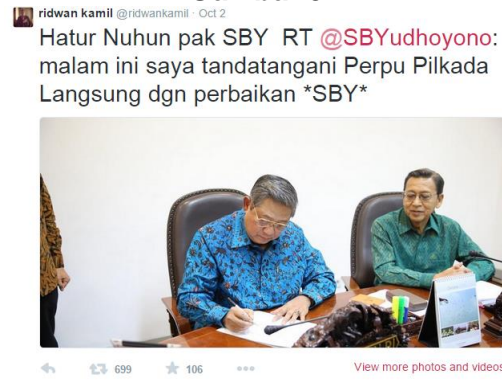 ridwan kamil @ridwankamil · Oct 2
Hatur Nuhun pak SBY RT @SBYudhoyono:
malam ini saya tandatangani Perpu Pilkada
Langsung dgn perbaikan *SBY*
699 106 View more photos and videos